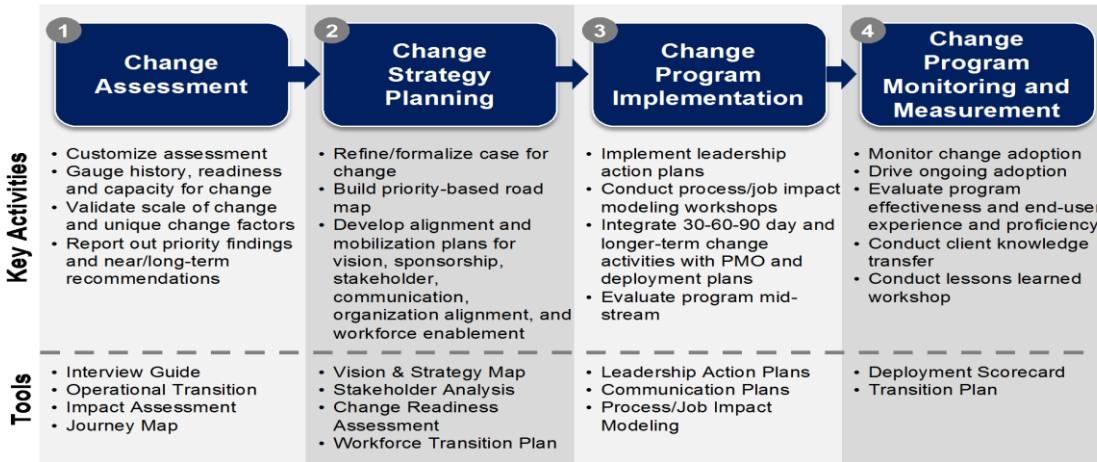 1
Change
Assessment
2
Change
Strategy
Planning
3
Change
Program
Implementation
4
Change
Program
Monitoring and
Measurement
Key Activities
• Customize assessment
• Gauge history, readiness
and capacity for change
• Validate scale of change
and unique change factors
• Report out priority findings
and near/long-term
recommendations
• Refine/formalize case for
change
• Build priority-based road
map
• Develop alignment and
mobilization plans for
vision, sponsorship,
stakeholder,
communication,
organization alignment, and
workforce enablement
• Implement leadership
action plans
• Conduct process/job impact
modeling workshops
• Integrate 30-60-90 day and
longer-term change
activities with PMO and
deployment plans
• Evaluate program mid-
stream
• Monitor change adoption
• Drive ongoing adoption
• Evaluate program
effectiveness and end-user
experience and proficiency
• Conduct client knowledge
transfer
• Conduct lessons learned
workshop
Tools
• Interview Guide
• Operational Transition
• Impact Assessment
• Journey Map
• Vision & Strategy Map
• Stakeholder Analysis
• Change Readiness
Assessment
• Workforce Transition Plan
• Leadership Action Plans
• Communication Plans
• Process/Job Impact
Modeling
• Deployment Scorecard
• Transition Plan